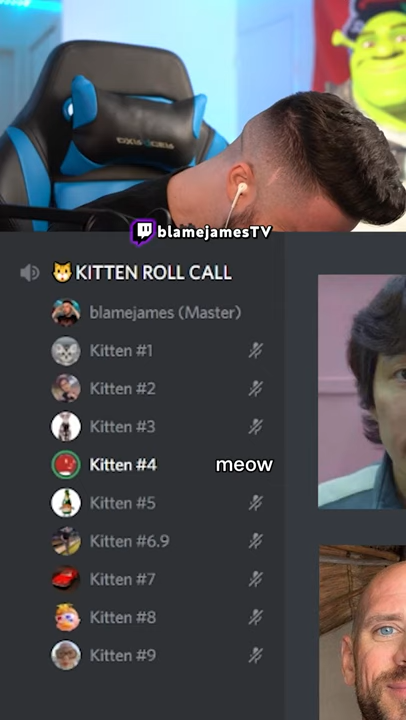 DXRACER
blamejamesTV
🐱KITTEN ROLL CALL
blamejames (Master)
Kitten #1
Kitten #2
Kitten #3
Kitten #4 meow
Kitten #5
Kitten #6.9
Kitten #7
Kitten #8
Kitten #9